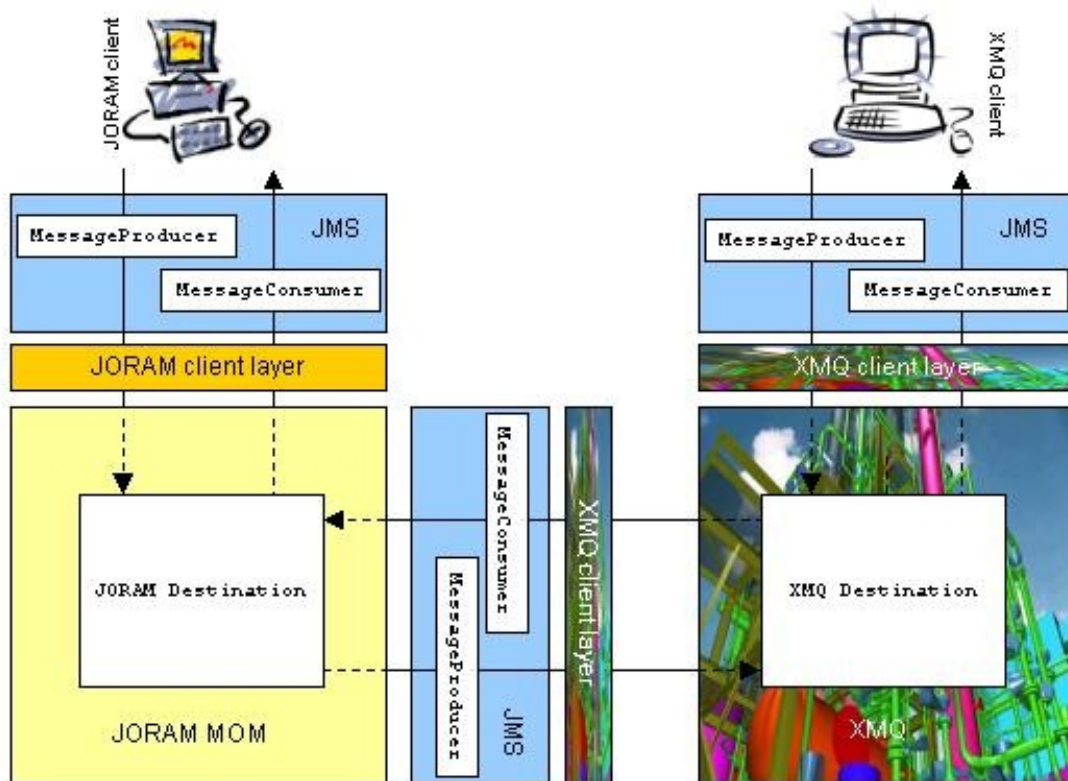 JORAM client
XMQ client
JMS
MessageProducer
MessageConsumer
JMS
MessageProducer
MessageConsumer
JORAM client layer
XMQ client layer
MessageConsumer
MessageProducer
JMS
XMQ client layer
JORAM Destination
XMQ Destination
JORAM MOM
XMQ